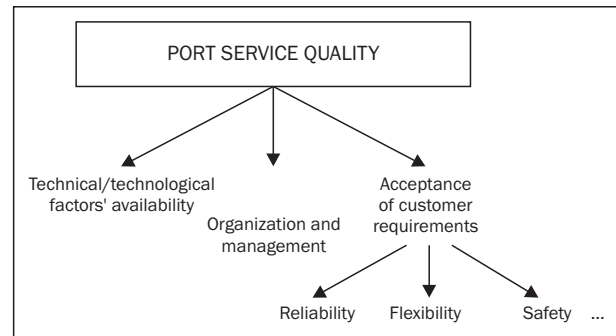 PORT SERVICE QUALITY
Technical/technological
factors' availability
Organization and
management
Acceptance
of customer
requirements
Reliability
Flexibility
Safety
...